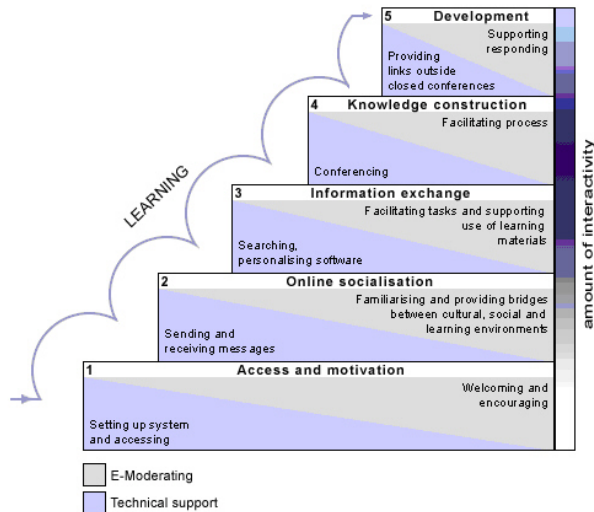 5 Development
Supporting
responding
Providing
links outside
closed conferences
4 Knowledge construction
Facilitating process
Conferencing
LEARNING
3 Information exchange
Facilitating tasks and supporting
use of learning
materials
Searching,
personalising software
2 Online socialisation
Familiarising and providing bridges
between cultural, social and
learning environments
Sending and
receiving messages
1 Access and motivation
Welcoming and
encouraging
Setting up system
and accessing
amount of interactivity
E-Moderating
Technical support